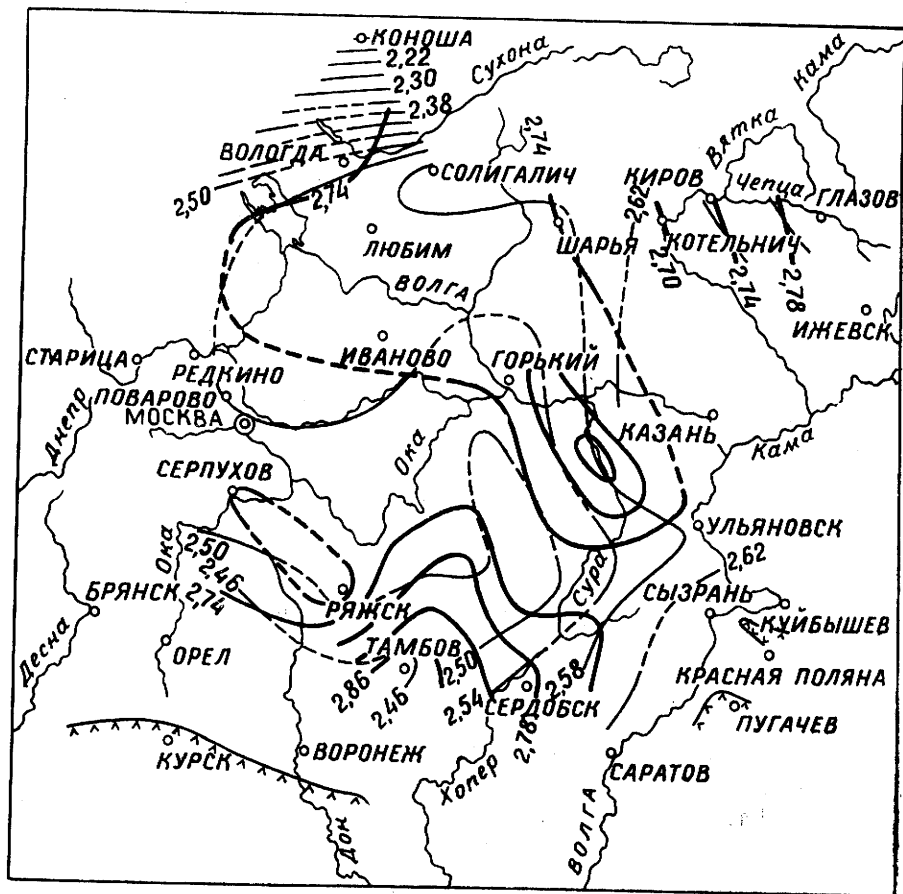 КОНОША
2,22
2,30
2,38
Сухона
Кама
2,74
Вятка
ВОЛОГДА
СОЛИГАЛИЧ
КИРОВ
Чепца
ГЛАЗОВ
2,50
2,74
2,62
ШАРЬЯ
КОТЕЛЬНИЧ
ЛЮБИМ
2,70
2,74
2,78
ВОЛГА
ИЖЕВСК
СТАРИЦА
РЕДКИНО
ИВАНОВО
ГОРЬКИЙ
ПОВАРОВО
МОСКВА
КАЗАНЬ
Днепр
Ока
Кама
СЕРПУХОВ
УЛЬЯНОВСК
Ока
2,50
2,46
2,62
БРЯНСК
2,74
РЯЖСК
Сура
СЫЗРАНЬ
КУЙБЫШЕВ
Десна
ОРЕЛ
ТАМБОВ
2,86
2,46
2,50
2,54
2,58
СЕРДОБСК
КРАСНАЯ ПОЛЯНА
2,78
ПУГАЧЕВ
КУРСК
ВОРОНЕЖ
Хопер
САРАТОВ
Дон
ВОЛГА